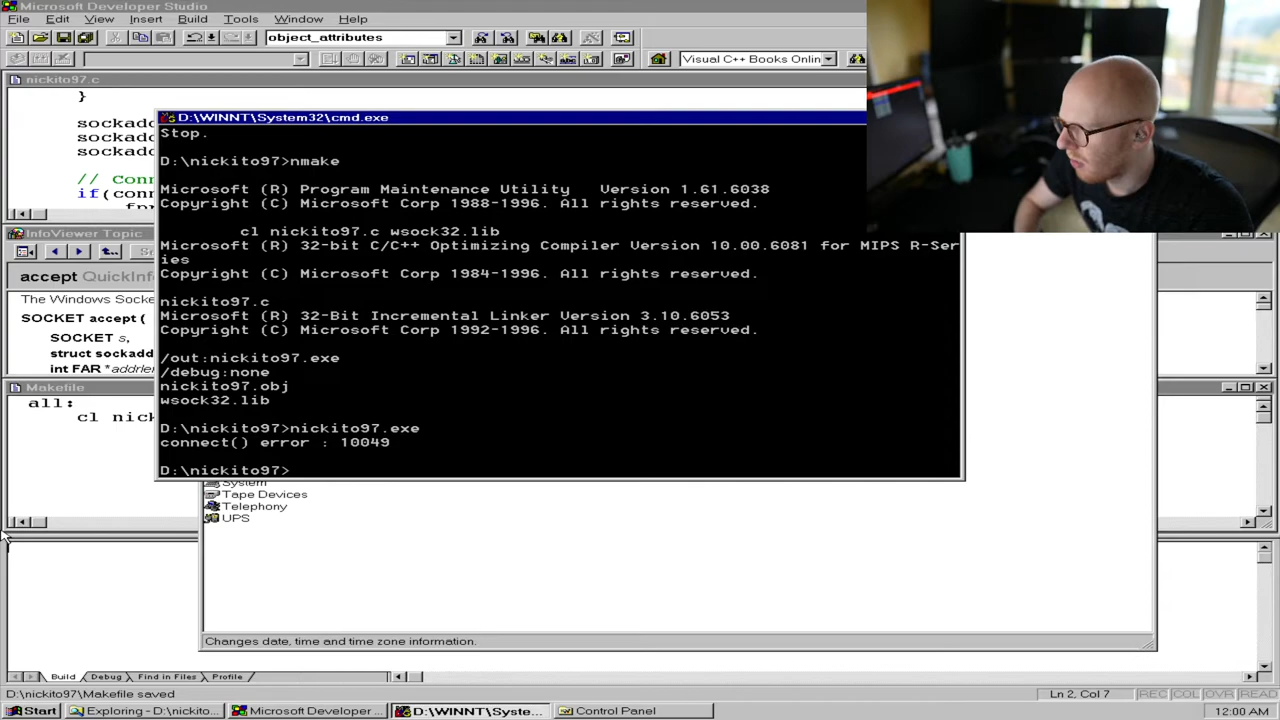 Microsoft Developer Studio
File Edit View Insert Build Tools Window Help
object_attributes
Visual C++ Books Onlin
nickito97.c
}
sockadd
sockadd
sockadd
// Conn
if(conn
fpr
D:\WINNT\System32\cmd.exe
Stop.
D:\nickito97>nmake
Microsoft (R) Program Maintenance Utility Version 1.61.6038
Copyright (C) Microsoft Corp 1988-1996. All rights reserved.
cl nickito97.c wsock32.lib
Microsoft (R) 32-bit C/C++ Optimizing Compiler Version 10.00.6081 for MIPS R-Ser
ies
Copyright (C) Microsoft Corp 1984-1996. All rights reserved.
nickito97.c
Microsoft (R) 32-Bit Incremental Linker Version 3.10.6053
Copyright (C) Microsoft Corp 1992-1996. All rights reserved.
/out:nickito97.exe
/debug:none
nickito97.obj
wsock32.lib
D:\nickito97>nickito97.exe
connect() error : 10049
D:\nickito97>
InfoViewer Topic
accept QuickInf
The Windows Socke
SOCKET accept (
SOCKET s,
struct sockadd
int FAR *addrler
Makefile
all:
cl nick
System
Tape Devices
Telephony
UPS
Changes date, time and time zone information.
Build Debug Find in Files Profile
D:\nickito97\Makefile saved
Ln 2, Col 7 REC COL OVR READ
Start Exploring - D:\nickito... Microsoft Developer ... D:\WINNT\Syste... Control Panel 12:00 AM